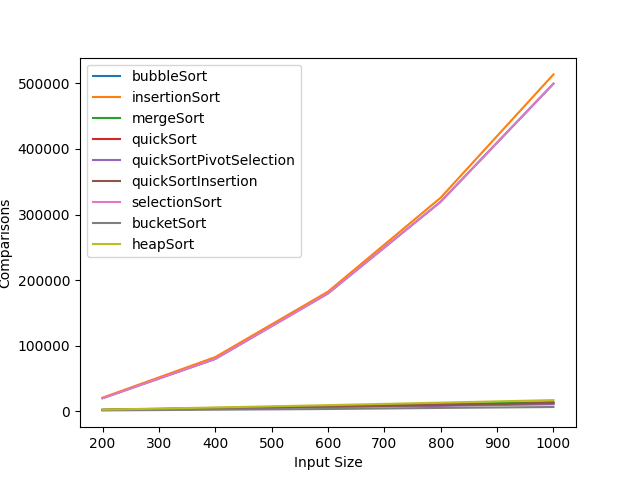 500000
400000
300000
200000
100000
0
Comparisons
bubbleSort
insertionSort
mergeSort
quickSort
quickSortPivotSelection
quickSortInsertion
selectionSort
bucketSort
heapSort
200 300 400 500 600 700 800 900 1000
Input Size